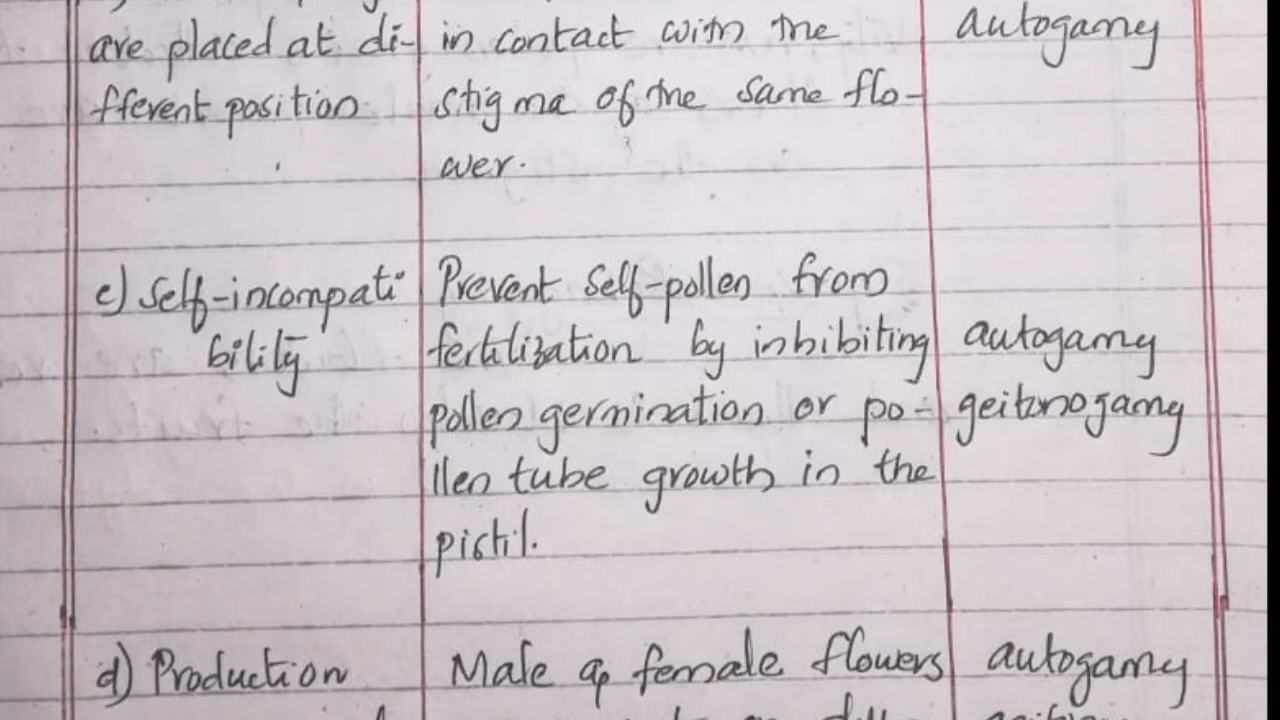 are placed at di-
fferent position
in contact with the
stigma of the same flo-
wer.
autogamy
c) Self-incompati
bility
Prevent Self-pollen from
fertilization by inhibiting
pollen germination or po-
llen tube growth in the
pistil.
autogamy
geitonogamy
d) Production
Male & female flowers
autogamy